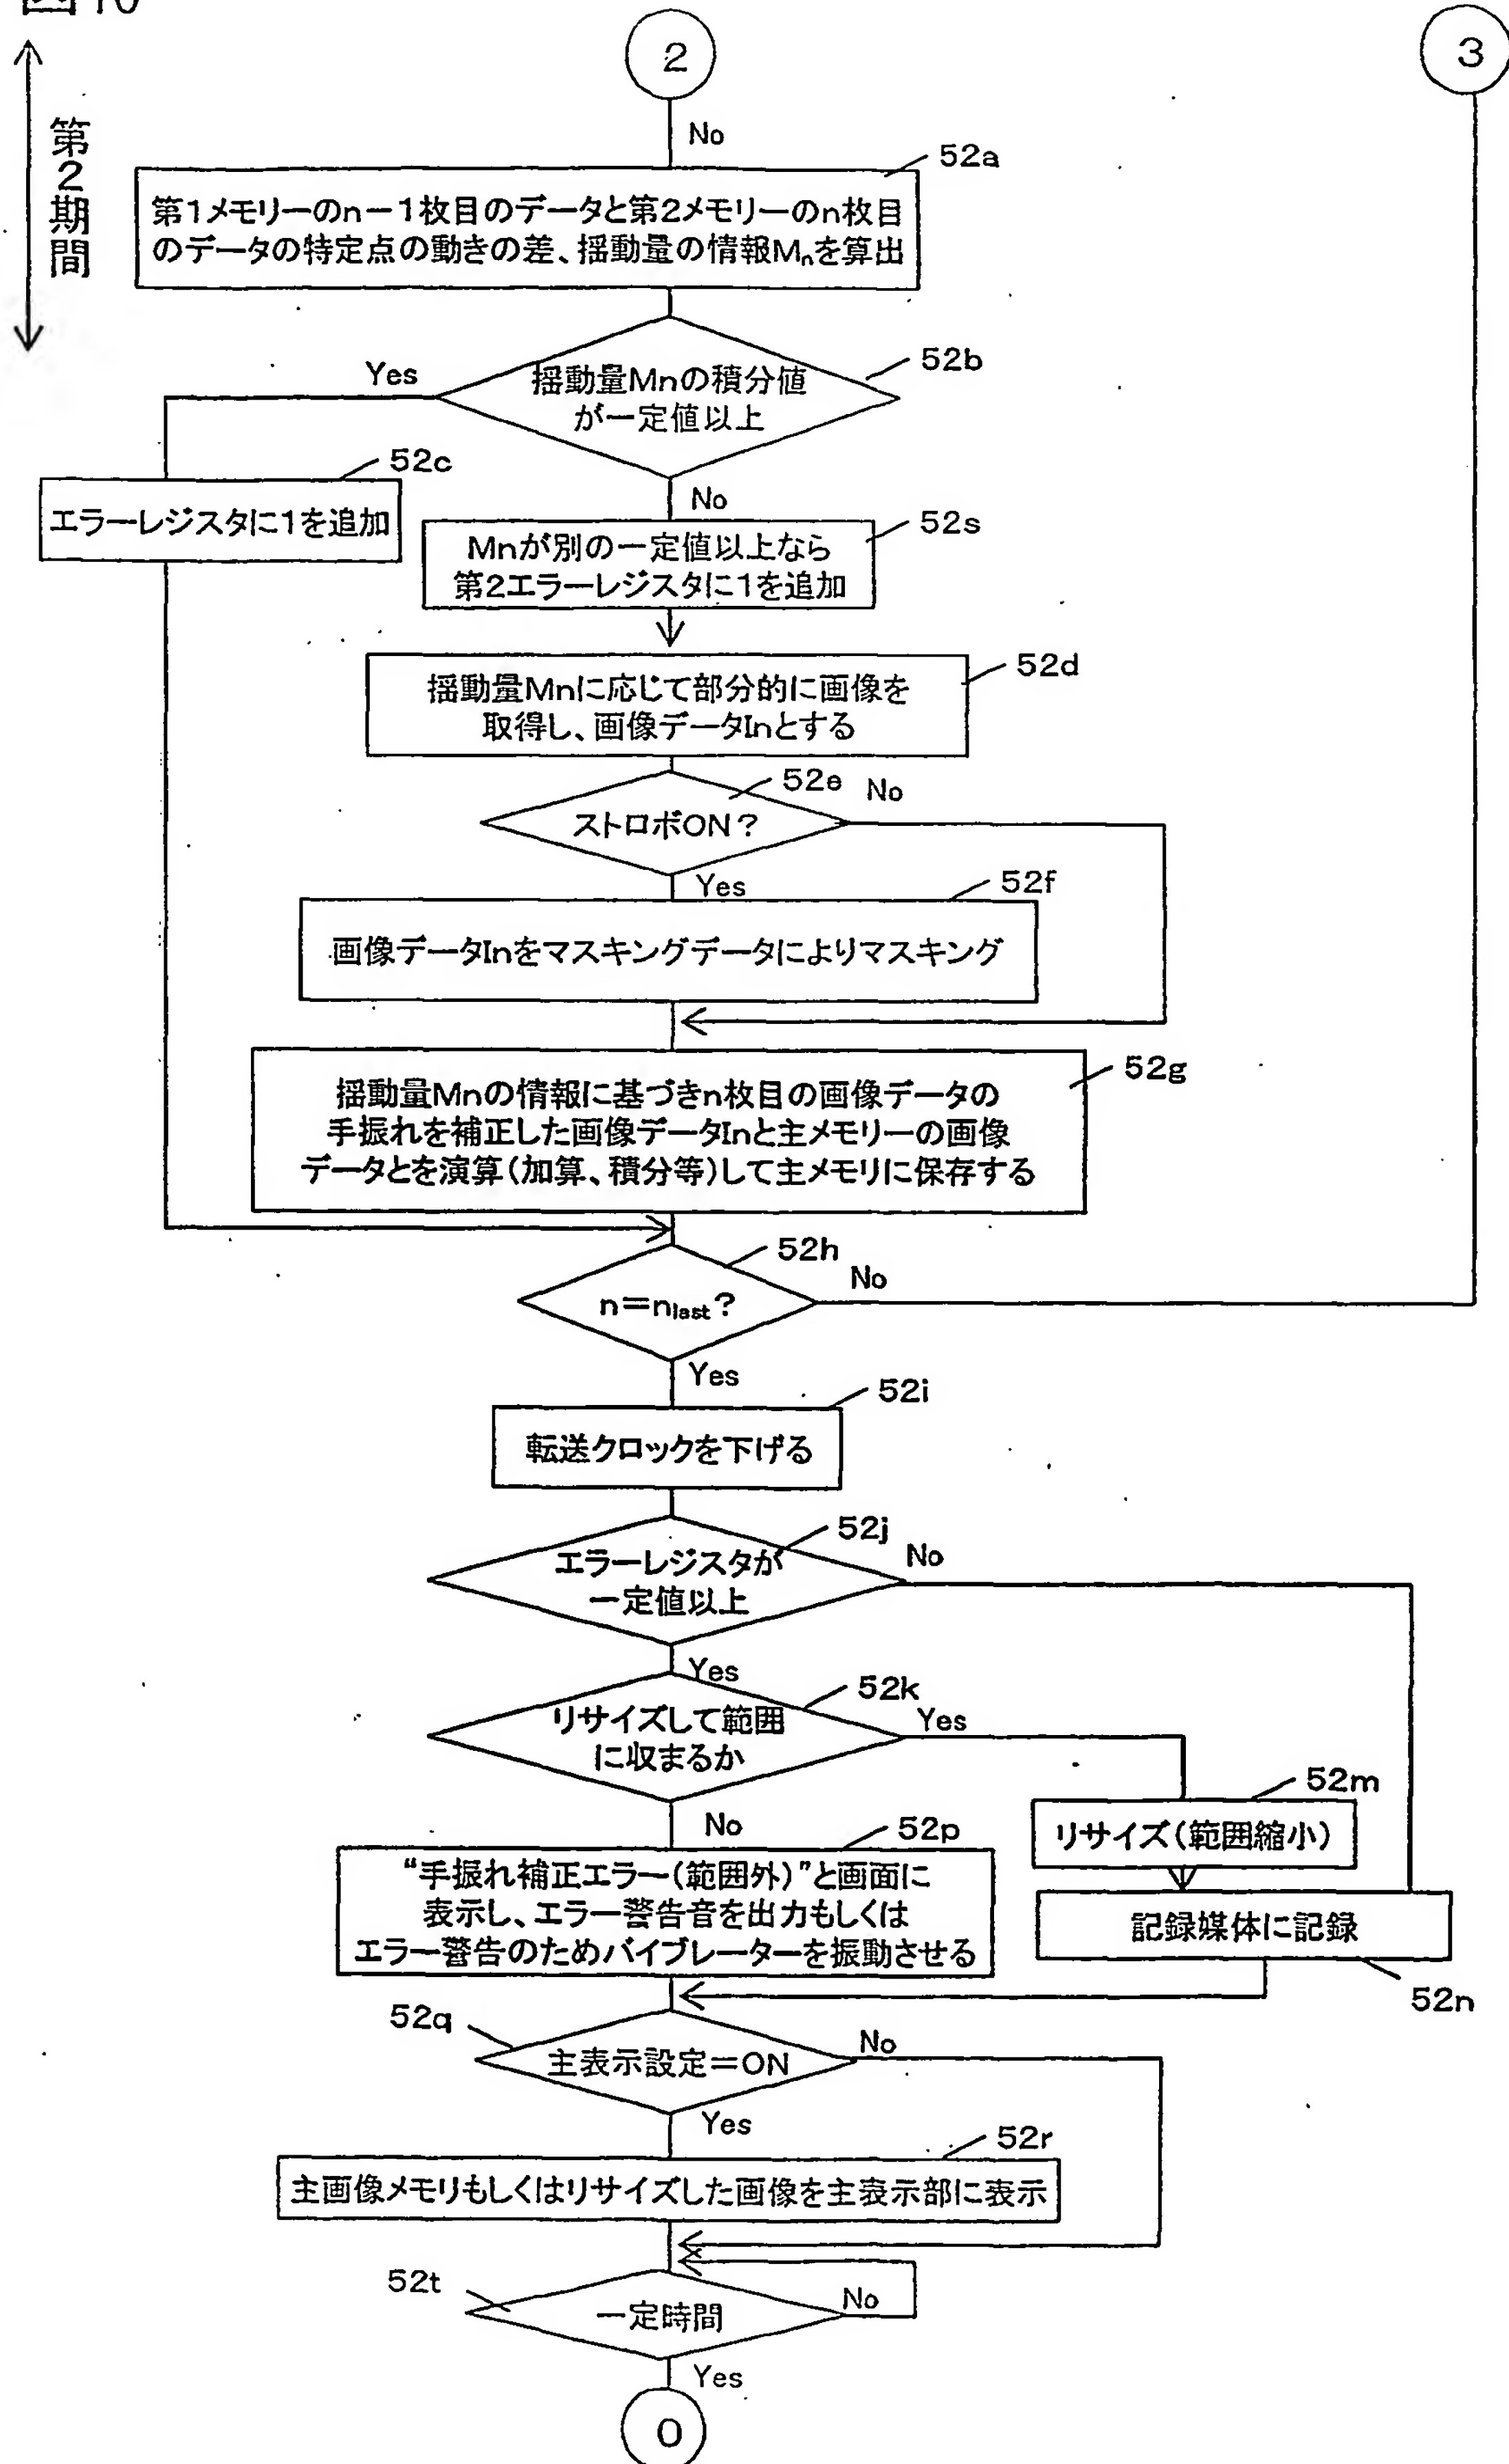 図10
2
3
No
第2期間
52a
第1メモリーのn－1枚目のデータと第2メモリーのn枚目
のデータの特定点の動きの差、揺動量の情報Mnを算出
52b
Yes
揺動量Mnの積分値
が一定値以上
52c
エラーレジスタに1を追加
No
52s
Mnが別の一定値以上なら
第2エラーレジスタに1を追加
52d
揺動量Mnに応じて部分的に画像を
取得し、画像データInとする
52e
No
ストロボON？
Yes
52f
画像データInをマスキングデータによりマスキング
52g
揺動量Mnの情報に基づきn枚目の画像データの
手振れを補正した画像データInと主メモリーの画像
データとを演算（加算、積分等）して主メモリに保存する
52h
No
n＝nlast？
Yes
52i
転送クロックを下げる
52j
No
エラーレジスタが
一定値以上
Yes
52k
Yes
リサイズして範囲
に収まるか
52m
リサイズ（範囲縮小）
No
52p
“手振れ補正エラー（範囲外）”と画面に
表示し、エラー警告音を出力もしくは
エラー警告のためバイブレーターを振動させる
記録媒体に記録
52n
52q
No
主表示設定＝ON
Yes
52r
主画像メモリもしくはリサイズした画像を主表示部に表示
52t
No
一定時間
Yes
0